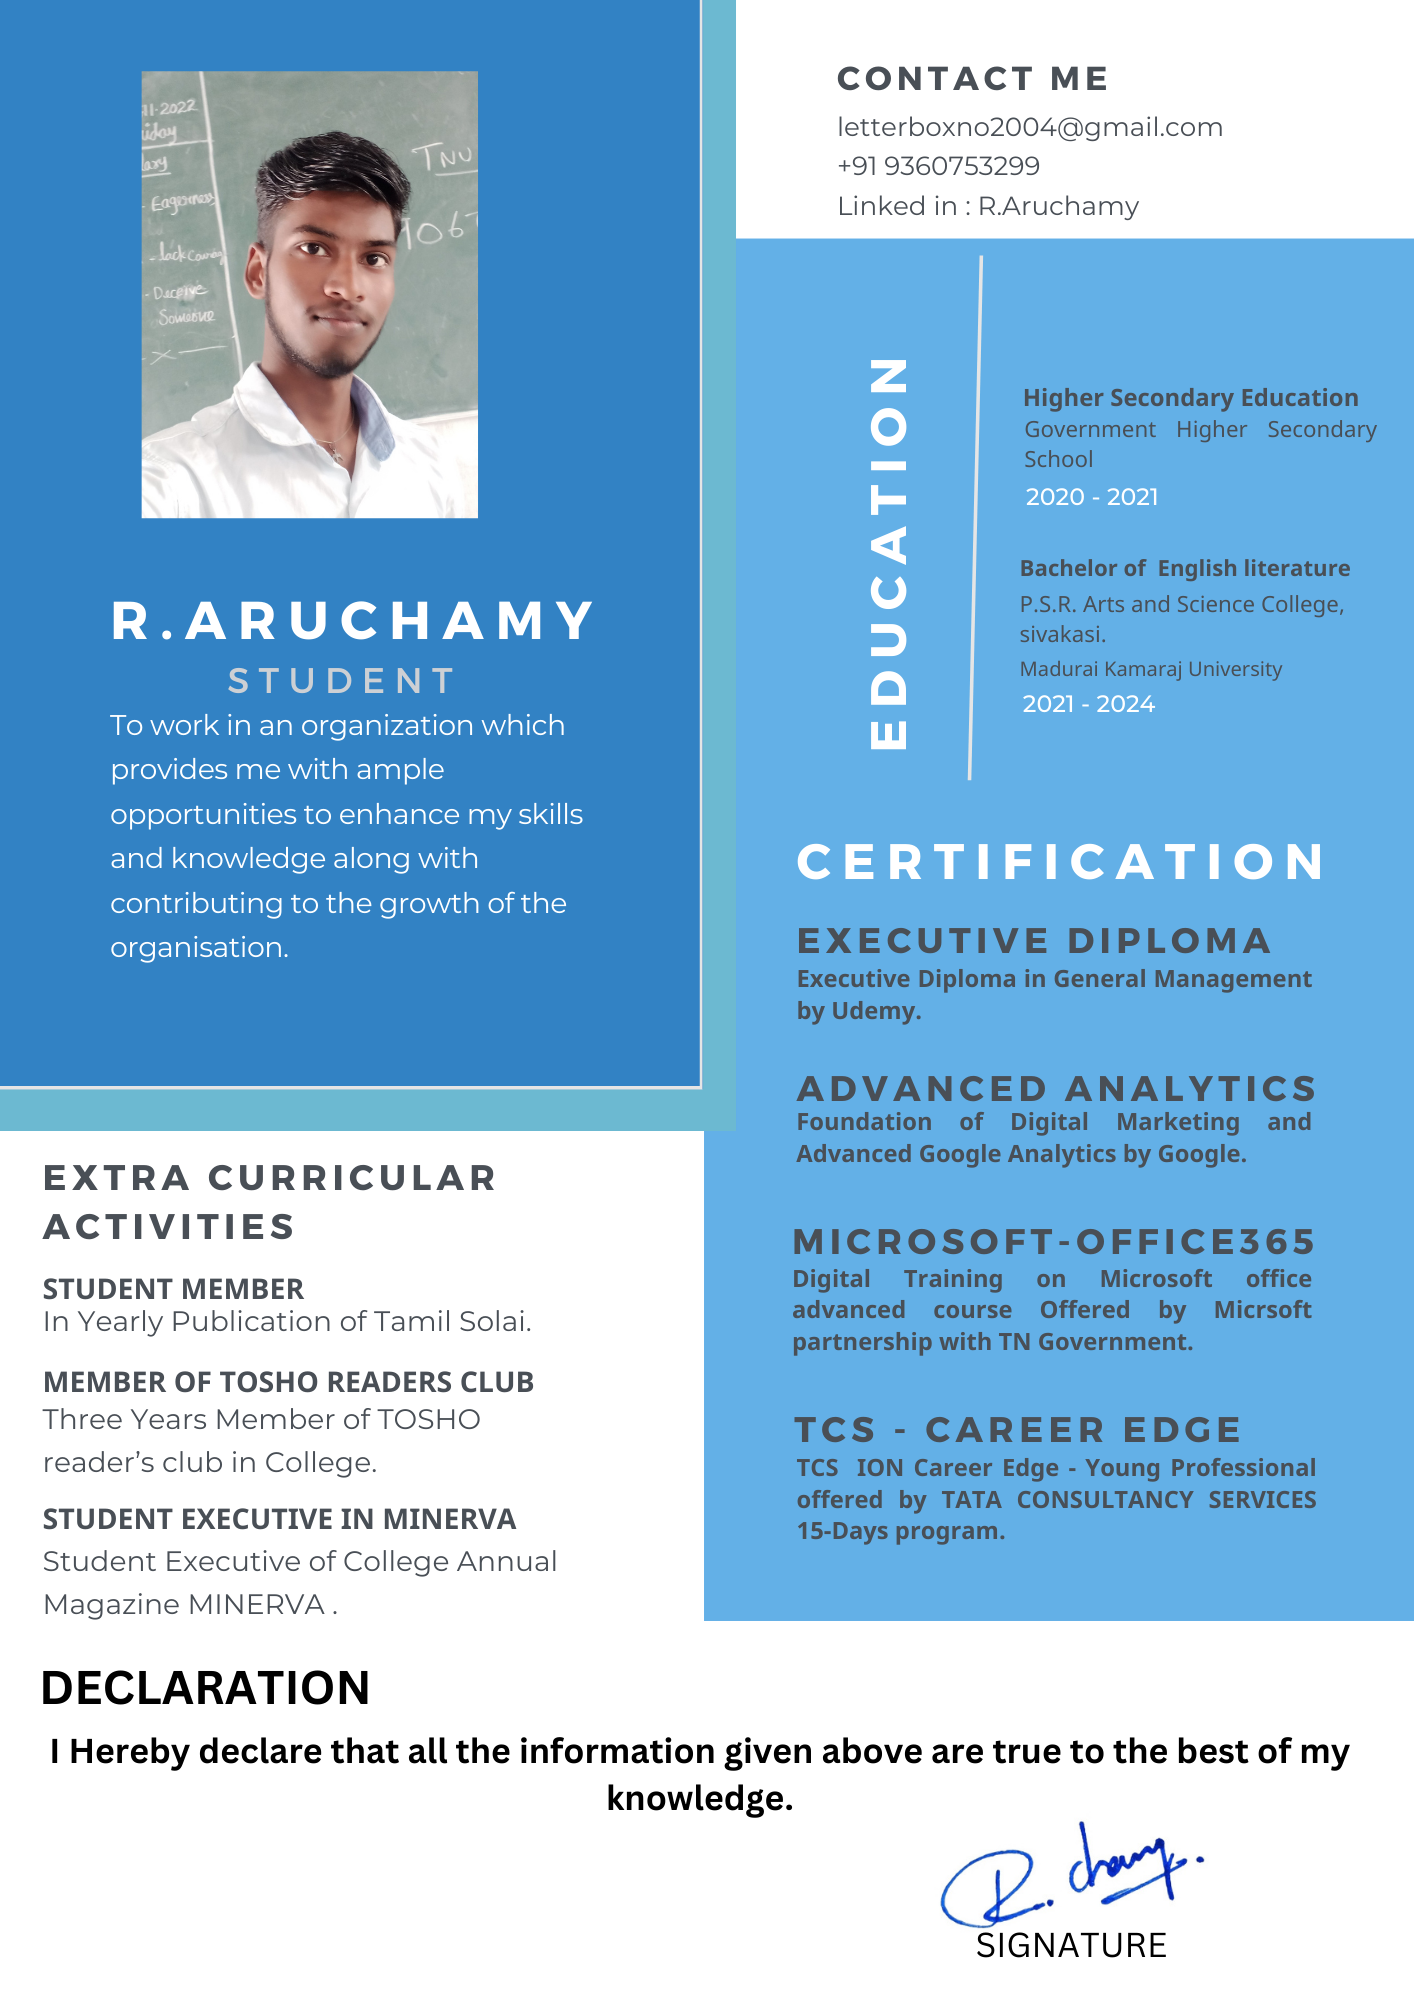 11-2022
TNU
Eagerness
Deceive
Someone
R.ARUCHAMY
STUDENT
To work in an organization which
provides me with ample
opportunities to enhance my skills
and knowledge along with
contributing to the growth of the
organisation.
EXTRA CURRICULAR
ACTIVITIES
STUDENT MEMBER
In Yearly Publication of Tamil Solai.
MEMBER OF TOSHO READERS CLUB
Three Years Member of TOSHO
reader’s club in College.
STUDENT EXECUTIVE IN MINERVA
Student Executive of College Annual
Magazine MINERVA .
CONTACT ME
letterboxno2004@gmail.com
+91 9360753299
Linked in : R.Aruchamy
EDUCATION
Higher Secondary Education
Government Higher Secondary
School
2020 - 2021
Bachelor of English literature
P.S.R. Arts and Science College,
sivakasi.
Madurai Kamaraj University
2021 - 2024
CERTIFICATION
EXECUTIVE DIPLOMA
Executive Diploma in General Management
by Udemy.
ADVANCED ANALYTICS
Foundation of Digital Marketing and
Advanced Google Analytics by Google.
MICROSOFT-OFFICE365
Digital Training on Microsoft office
advanced course Offered by Micrsoft
partnership with TN Government.
TCS - CAREER EDGE
TCS ION Career Edge - Young Professional
offered by TATA CONSULTANCY SERVICES
15-Days program.
DECLARATION
I Hereby declare that all the information given above are true to the best of my
knowledge.
R. chamy.
SIGNATURE